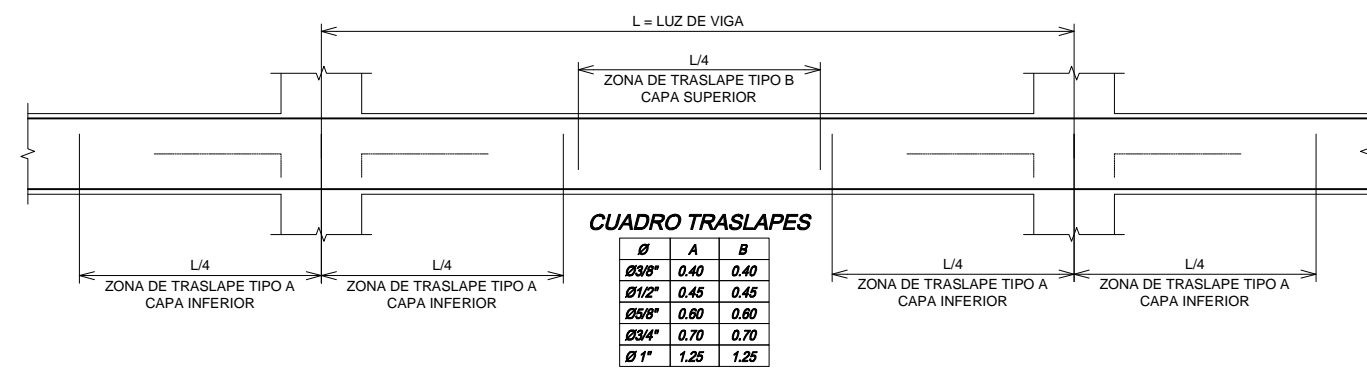 L = LUZ DE VIGA
L/4
ZONA DE TRASLAPE TIPO B
CAPA SUPERIOR
CUADRO TRASLAPES
Ø A B
Ø3/8" 0.40 0.40
Ø1/2" 0.45 0.45
Ø5/8" 0.60 0.60
Ø3/4" 0.70 0.70
Ø 1" 1.25 1.25
L/4
ZONA DE TRASLAPE TIPO A
CAPA INFERIOR
L/4
ZONA DE TRASLAPE TIPO A
CAPA INFERIOR
L/4
ZONA DE TRASLAPE TIPO A
CAPA INFERIOR
L/4
ZONA DE TRASLAPE TIPO A
CAPA INFERIOR